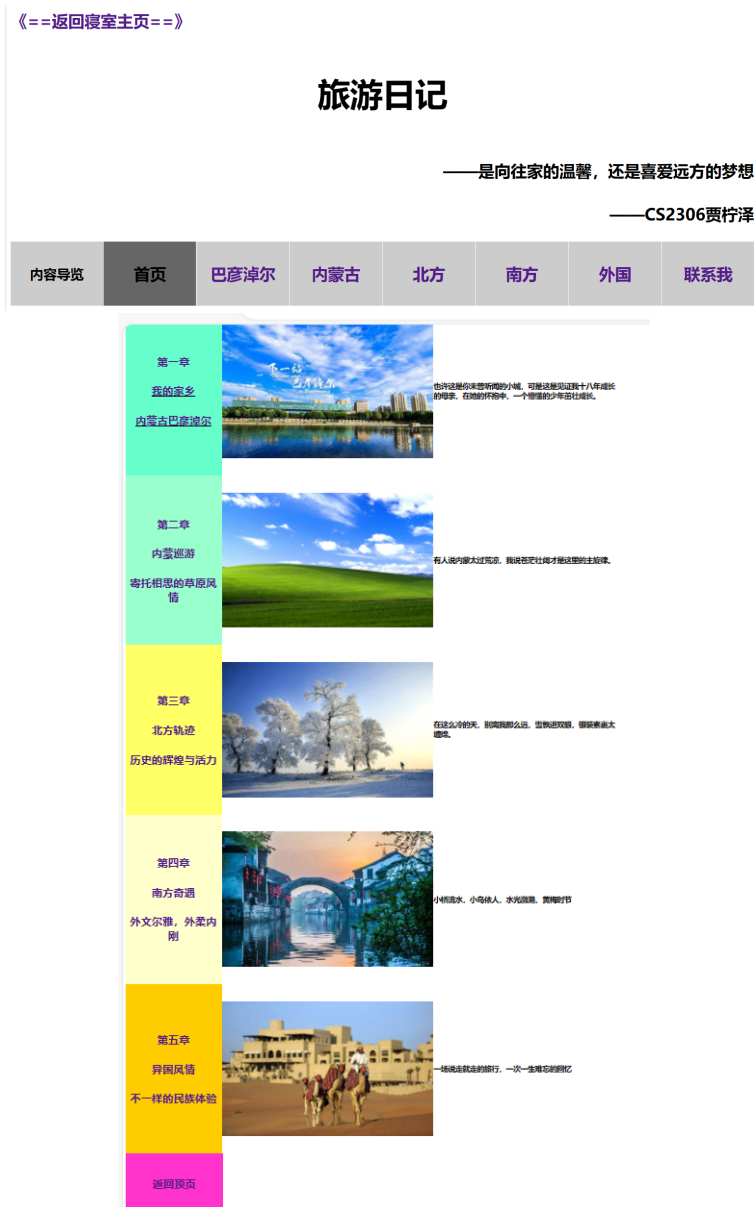 《==返回寝室主页==》
旅游日记
——是向往家的温馨，还是喜爱远方的梦想
——CS2306贾柠泽
内容导览 首页 巴彦淖尔 内蒙古 北方 南方 外国 联系我
第一章
我的家乡
内蒙古巴彦淖尔
下一站
巴彦淖尔
也许这是你未曾听闻的小城，可是这是见证我十八年成长
的母亲，在她的怀抱中，一个懵懂的少年茁壮成长。
第二章
内蒙巡游
寄托相思的草原风
情
有人说内蒙太过荒凉，我说苍茫壮阔才是这里的主旋律。
第三章
北方轨迹
历史的辉煌与活力
在这么冷的天，别离我那么远，雪飘进双眼，银装素裹太
缠绵。
第四章
南方奇遇
外文尔雅，外柔内
刚
小桥流水，小鸟依人，水光潋滟，黄梅时节
第五章
异国风情
不一样的民族体验
一场说走就走的旅行，一次一生难忘的回忆
返回顶页